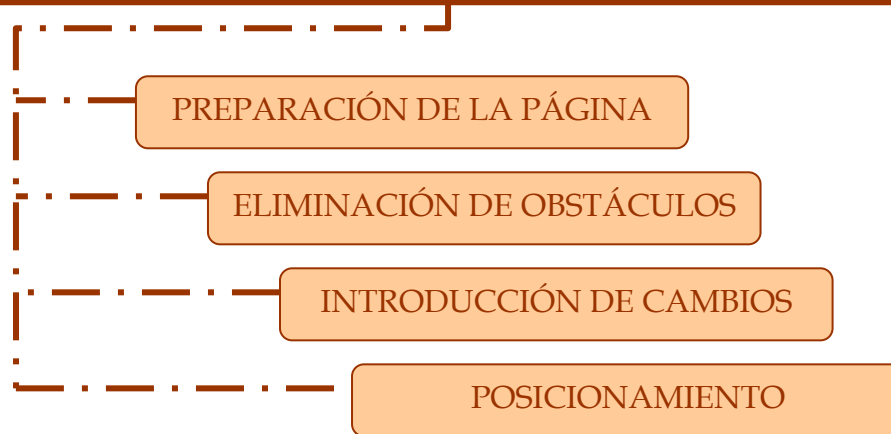 PREPARACIÓN DE LA PÁGINA
ELIMINACIÓN DE OBSTÁCULOS
INTRODUCCIÓN DE CAMBIOS
POSICIONAMIENTO